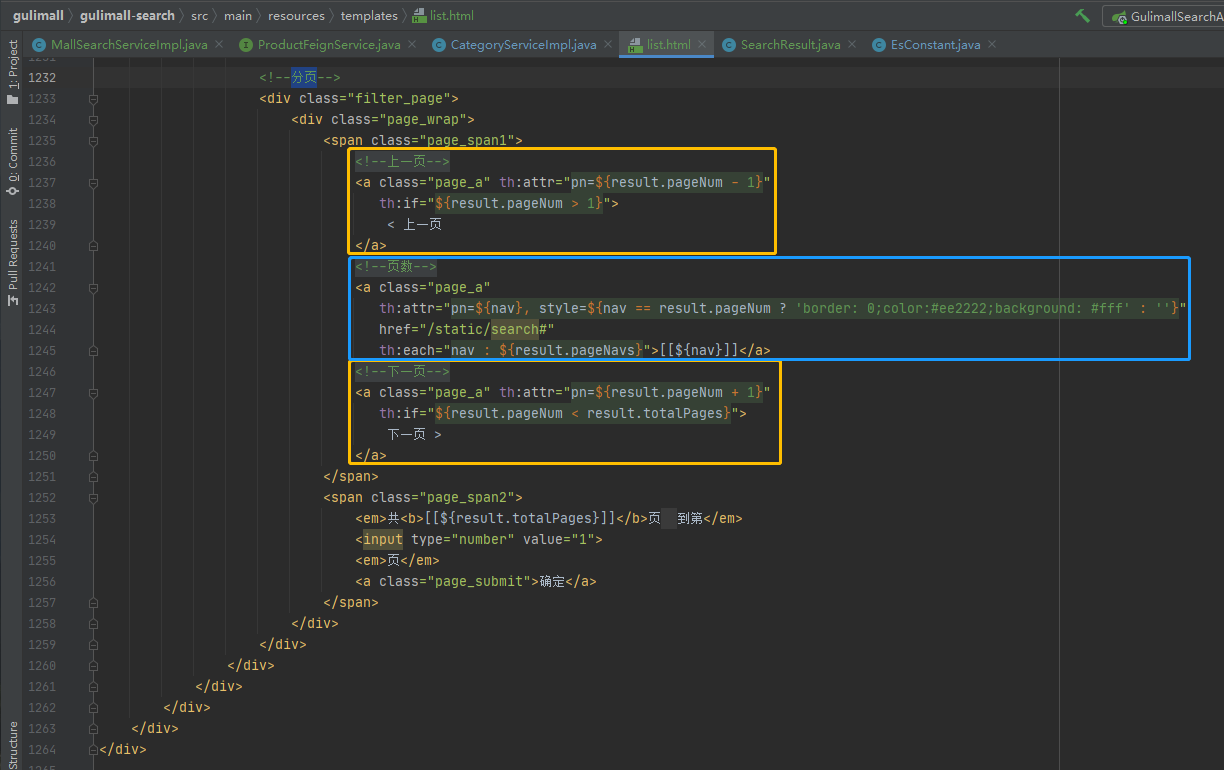 gulimall
gulimall-search
src
main
resources
templates
list.html
GulimallSearchA
MallSearchServiceImpl.java
ProductFeignService.java
CategoryServiceImpl.java
list.html
SearchResult.java
EsConstant.java
1: Project
0: Commit
Pull Requests
Structure
1231
1232 <!--分页-->
1233 <div class="filter_page">
1234 <div class="page_wrap">
1235 <span class="page_span1">
1236 <!--上一页-->
1237 <a class="page_a" th:attr="pn=${result.pageNum - 1}"
1238 th:if="${result.pageNum > 1}">
1239 < 上一页
1240 </a>
1241 <!--页数-->
1242 <a class="page_a"
1243 th:attr="pn=${nav}, style=${nav == result.pageNum ? 'border: 0;color:#ee2222;background: #fff' : ''}"
1244 href="/static/search#"
1245 th:each="nav : ${result.pageNavs}">[[${nav}]]</a>
1246 <!--下一页-->
1247 <a class="page_a" th:attr="pn=${result.pageNum + 1}"
1248 th:if="${result.pageNum < result.totalPages}">
1249 下一页 >
1250 </a>
1251 </span>
1252 <span class="page_span2">
1253 <em>共<b>[[${result.totalPages}]]</b>页 到第</em>
1254 <input type="number" value="1">
1255 <em>页</em>
1256 <a class="page_submit">确定</a>
1257 </span>
1258 </div>
1259 </div>
1260 </div>
1261 </div>
1262 </div>
1263 </div>
1264 </div>
1265